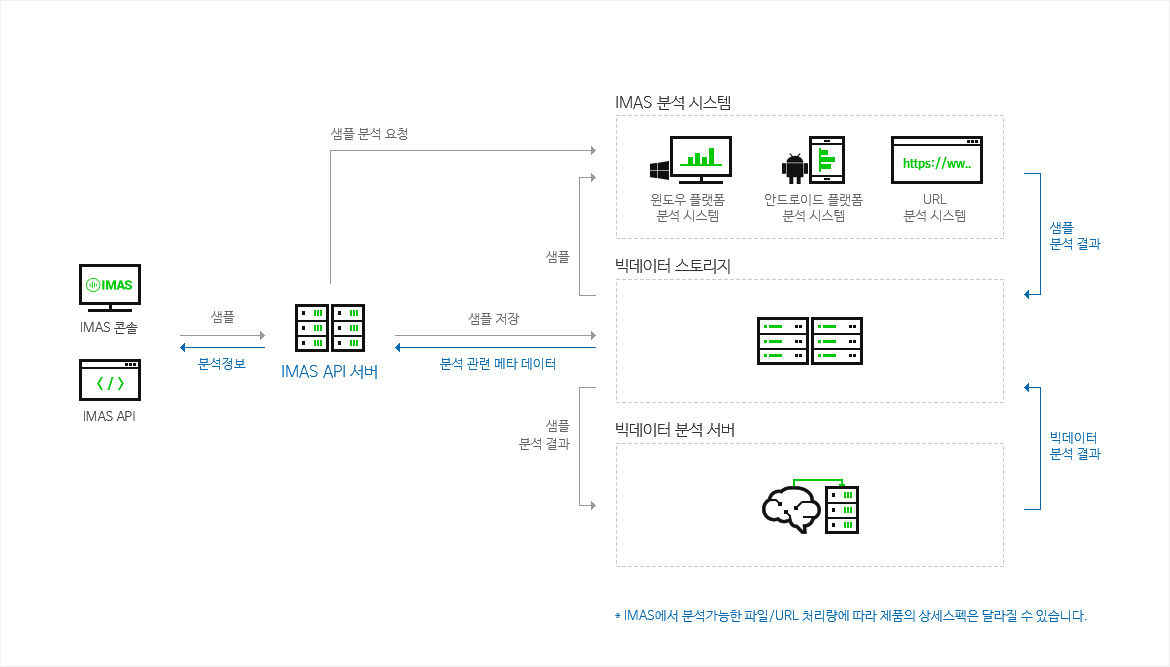 IMAS 분석 시스템
샘플 분석 요청
https://ww..
윈도우 플랫폼
분석 시스템
안드로이드 플랫폼
분석 시스템
URL
분석 시스템
샘플
분석 결과
샘플
빅데이터 스토리지
IMAS
IMAS 콘솔
샘플
분석정보
</>
IMAS API
IMAS API 서버
샘플 저장
분석 관련 메타 데이터
샘플
분석 결과
빅데이터 분석 서버
빅데이터
분석 결과
* IMAS에서 분석가능한 파일/URL 처리량에 따라 제품의 상세스펙은 달라질 수 있습니다.